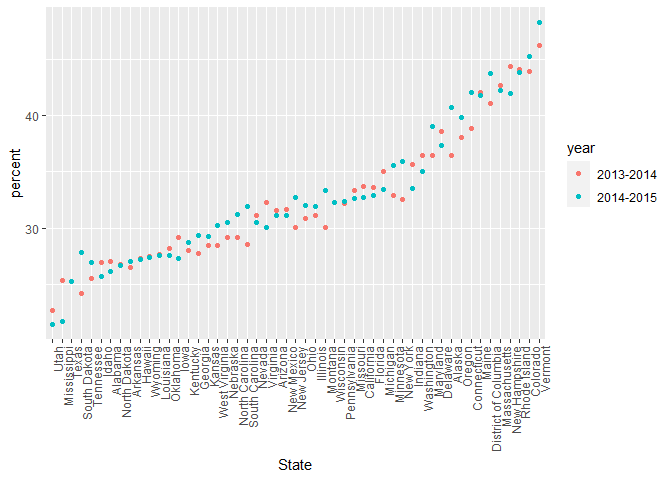 percent
40
30
year
2013-2014
2014-2015
Utah
Mississippi
Texas
South Dakota
Tennessee
Idaho
Alabama
North Dakota
Arkansas
Hawaii
Wyoming
Louisiana
Oklahoma
Iowa
Kentucky
Georgia
Kansas
West Virginia
Nebraska
North Carolina
South Carolina
Nevada
Virginia
Arizona
New Mexico
New Jersey
Ohio
Illinois
Montana
Wisconsin
Pennsylvania
Missouri
California
Florida
Michigan
Minnesota
New York
Indiana
Washington
Maryland
Delaware
Alaska
Oregon
Connecticut
Maine
District of Columbia
Massachusetts
New Hampshire
Rhode Island
Colorado
Vermont
State